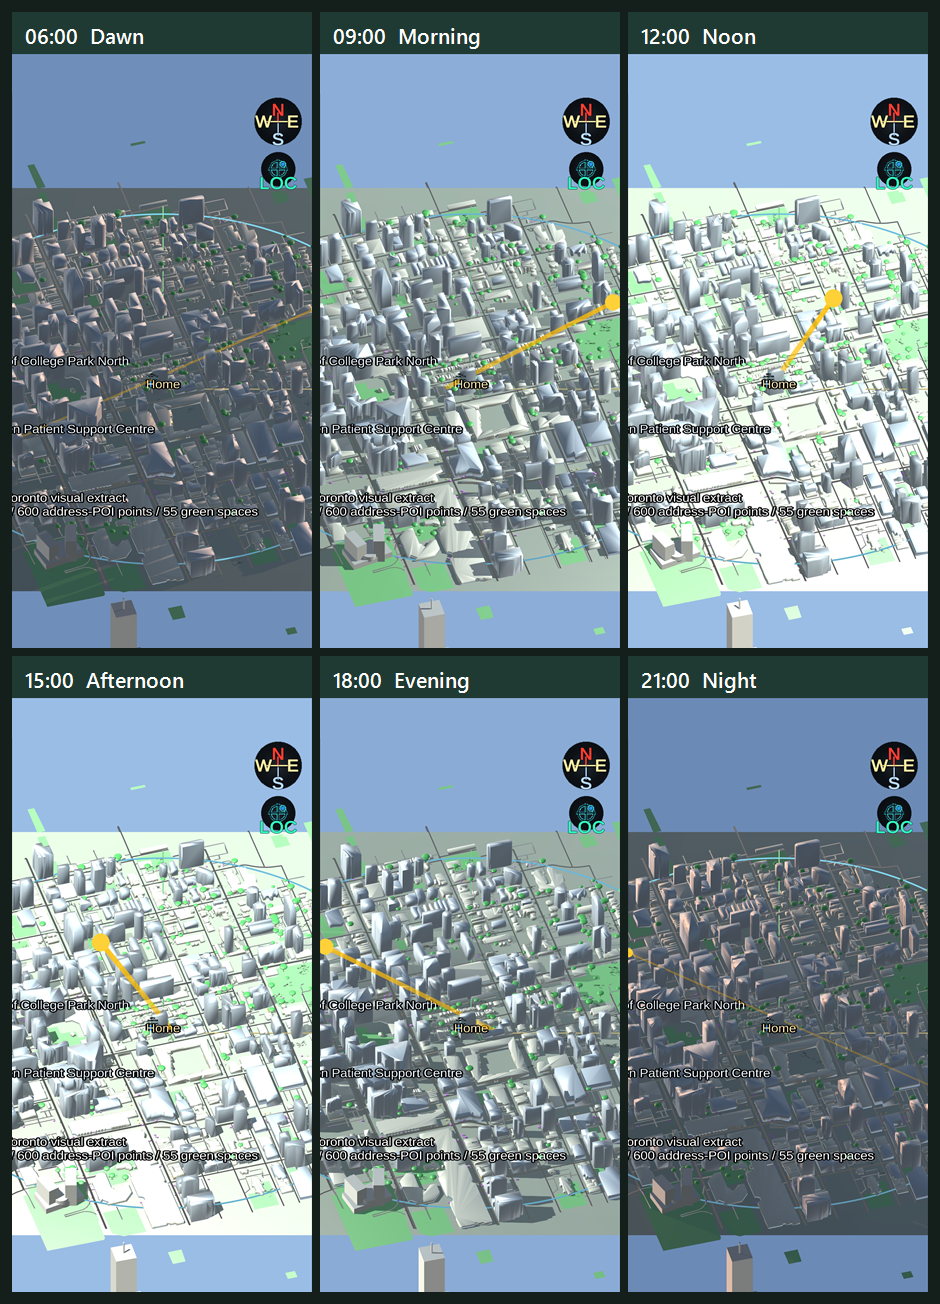 06:00 Dawn
N
W E
S
LOC
of College Park North
Home
n Patient Support Centre
oronto visual extract
/ 600 address-POI points / 55 green spaces
09:00 Morning
N
W E
S
LOC
of College Park North
Home
n Patient Support Centre
oronto visual extract
/ 600 address-POI points / 55 green spaces
12:00 Noon
N
W E
S
LOC
of College Park North
Home
n Patient Support Centre
oronto visual extract
/ 600 address-POI points / 55 green spaces
15:00 Afternoon
N
W E
S
LOC
of College Park North
Home
n Patient Support Centre
oronto visual extract
/ 600 address-POI points / 55 green spaces
18:00 Evening
N
W E
S
LOC
of College Park North
Home
n Patient Support Centre
oronto visual extract
/ 600 address-POI points / 55 green spaces
21:00 Night
N
W E
S
LOC
of College Park North
Home
n Patient Support Centre
oronto visual extract
/ 600 address-POI points / 55 green spaces